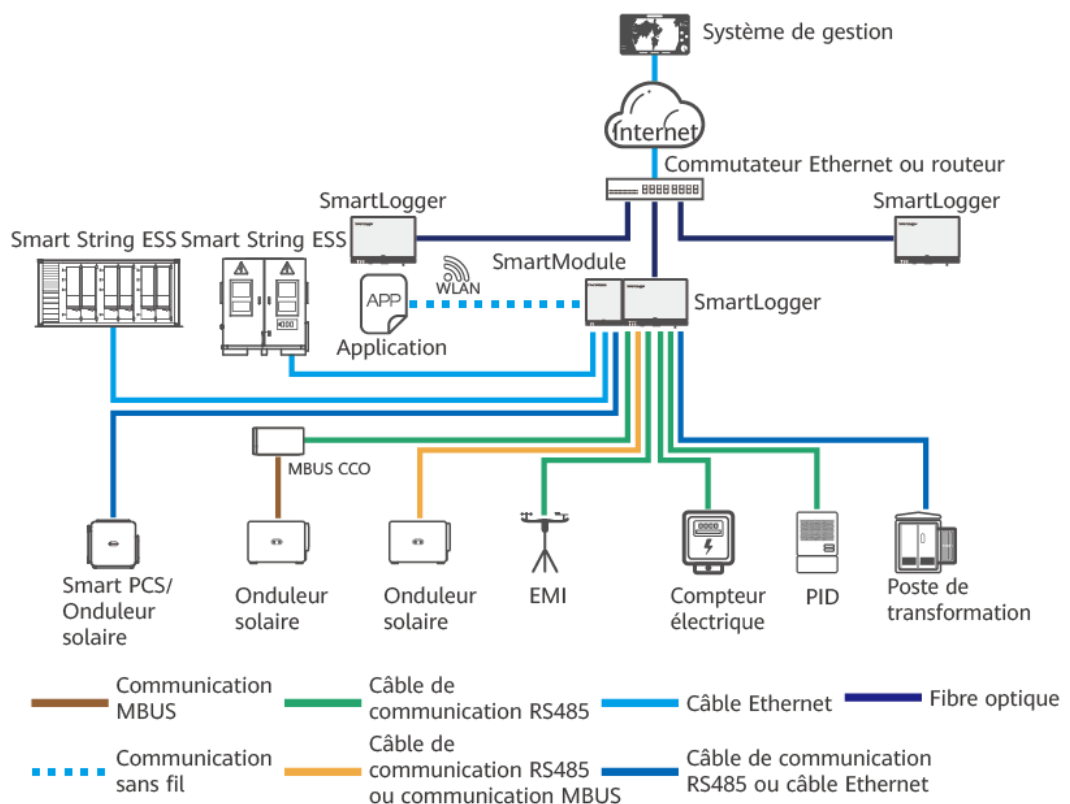 Système de gestion
Internet
Commutateur Ethernet ou routeur
SmartLogger
SmartLogger
Smart String ESS
Smart String ESS
SmartModule
WLAN
APP
SmartLogger
Application
MBUS CCO
Smart PCS/
Onduleur
solaire
Onduleur
solaire
Onduleur
solaire
EMI
Compteur
électrique
PID
Poste de
transformation
Communication
MBUS
Câble de
communication RS485
Câble Ethernet
Fibre optique
Communication
sans fil
Câble de
communication RS485
ou communication MBUS
Câble de communication
RS485 ou câble Ethernet